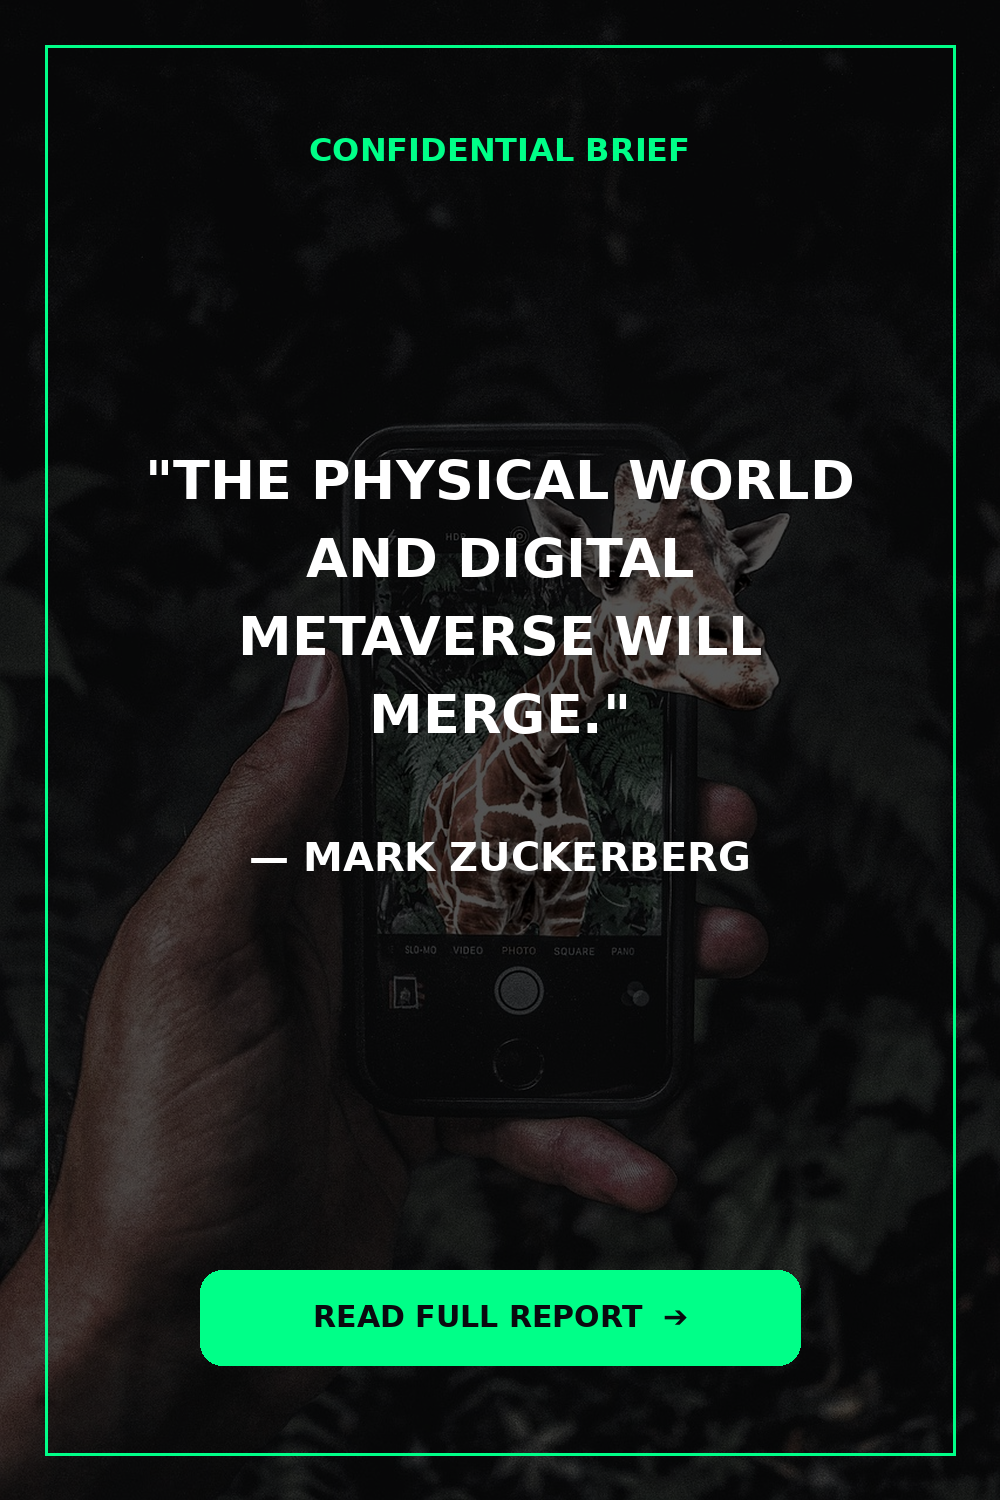 CONFIDENTIAL BRIEF
"THE PHYSICAL WORLD
AND DIGITAL
METAVERSE WILL
MERGE."
— MARK ZUCKERBERG
HDR
SLO-MO VIDEO PHOTO SQUARE PANO
READ FULL REPORT ➔